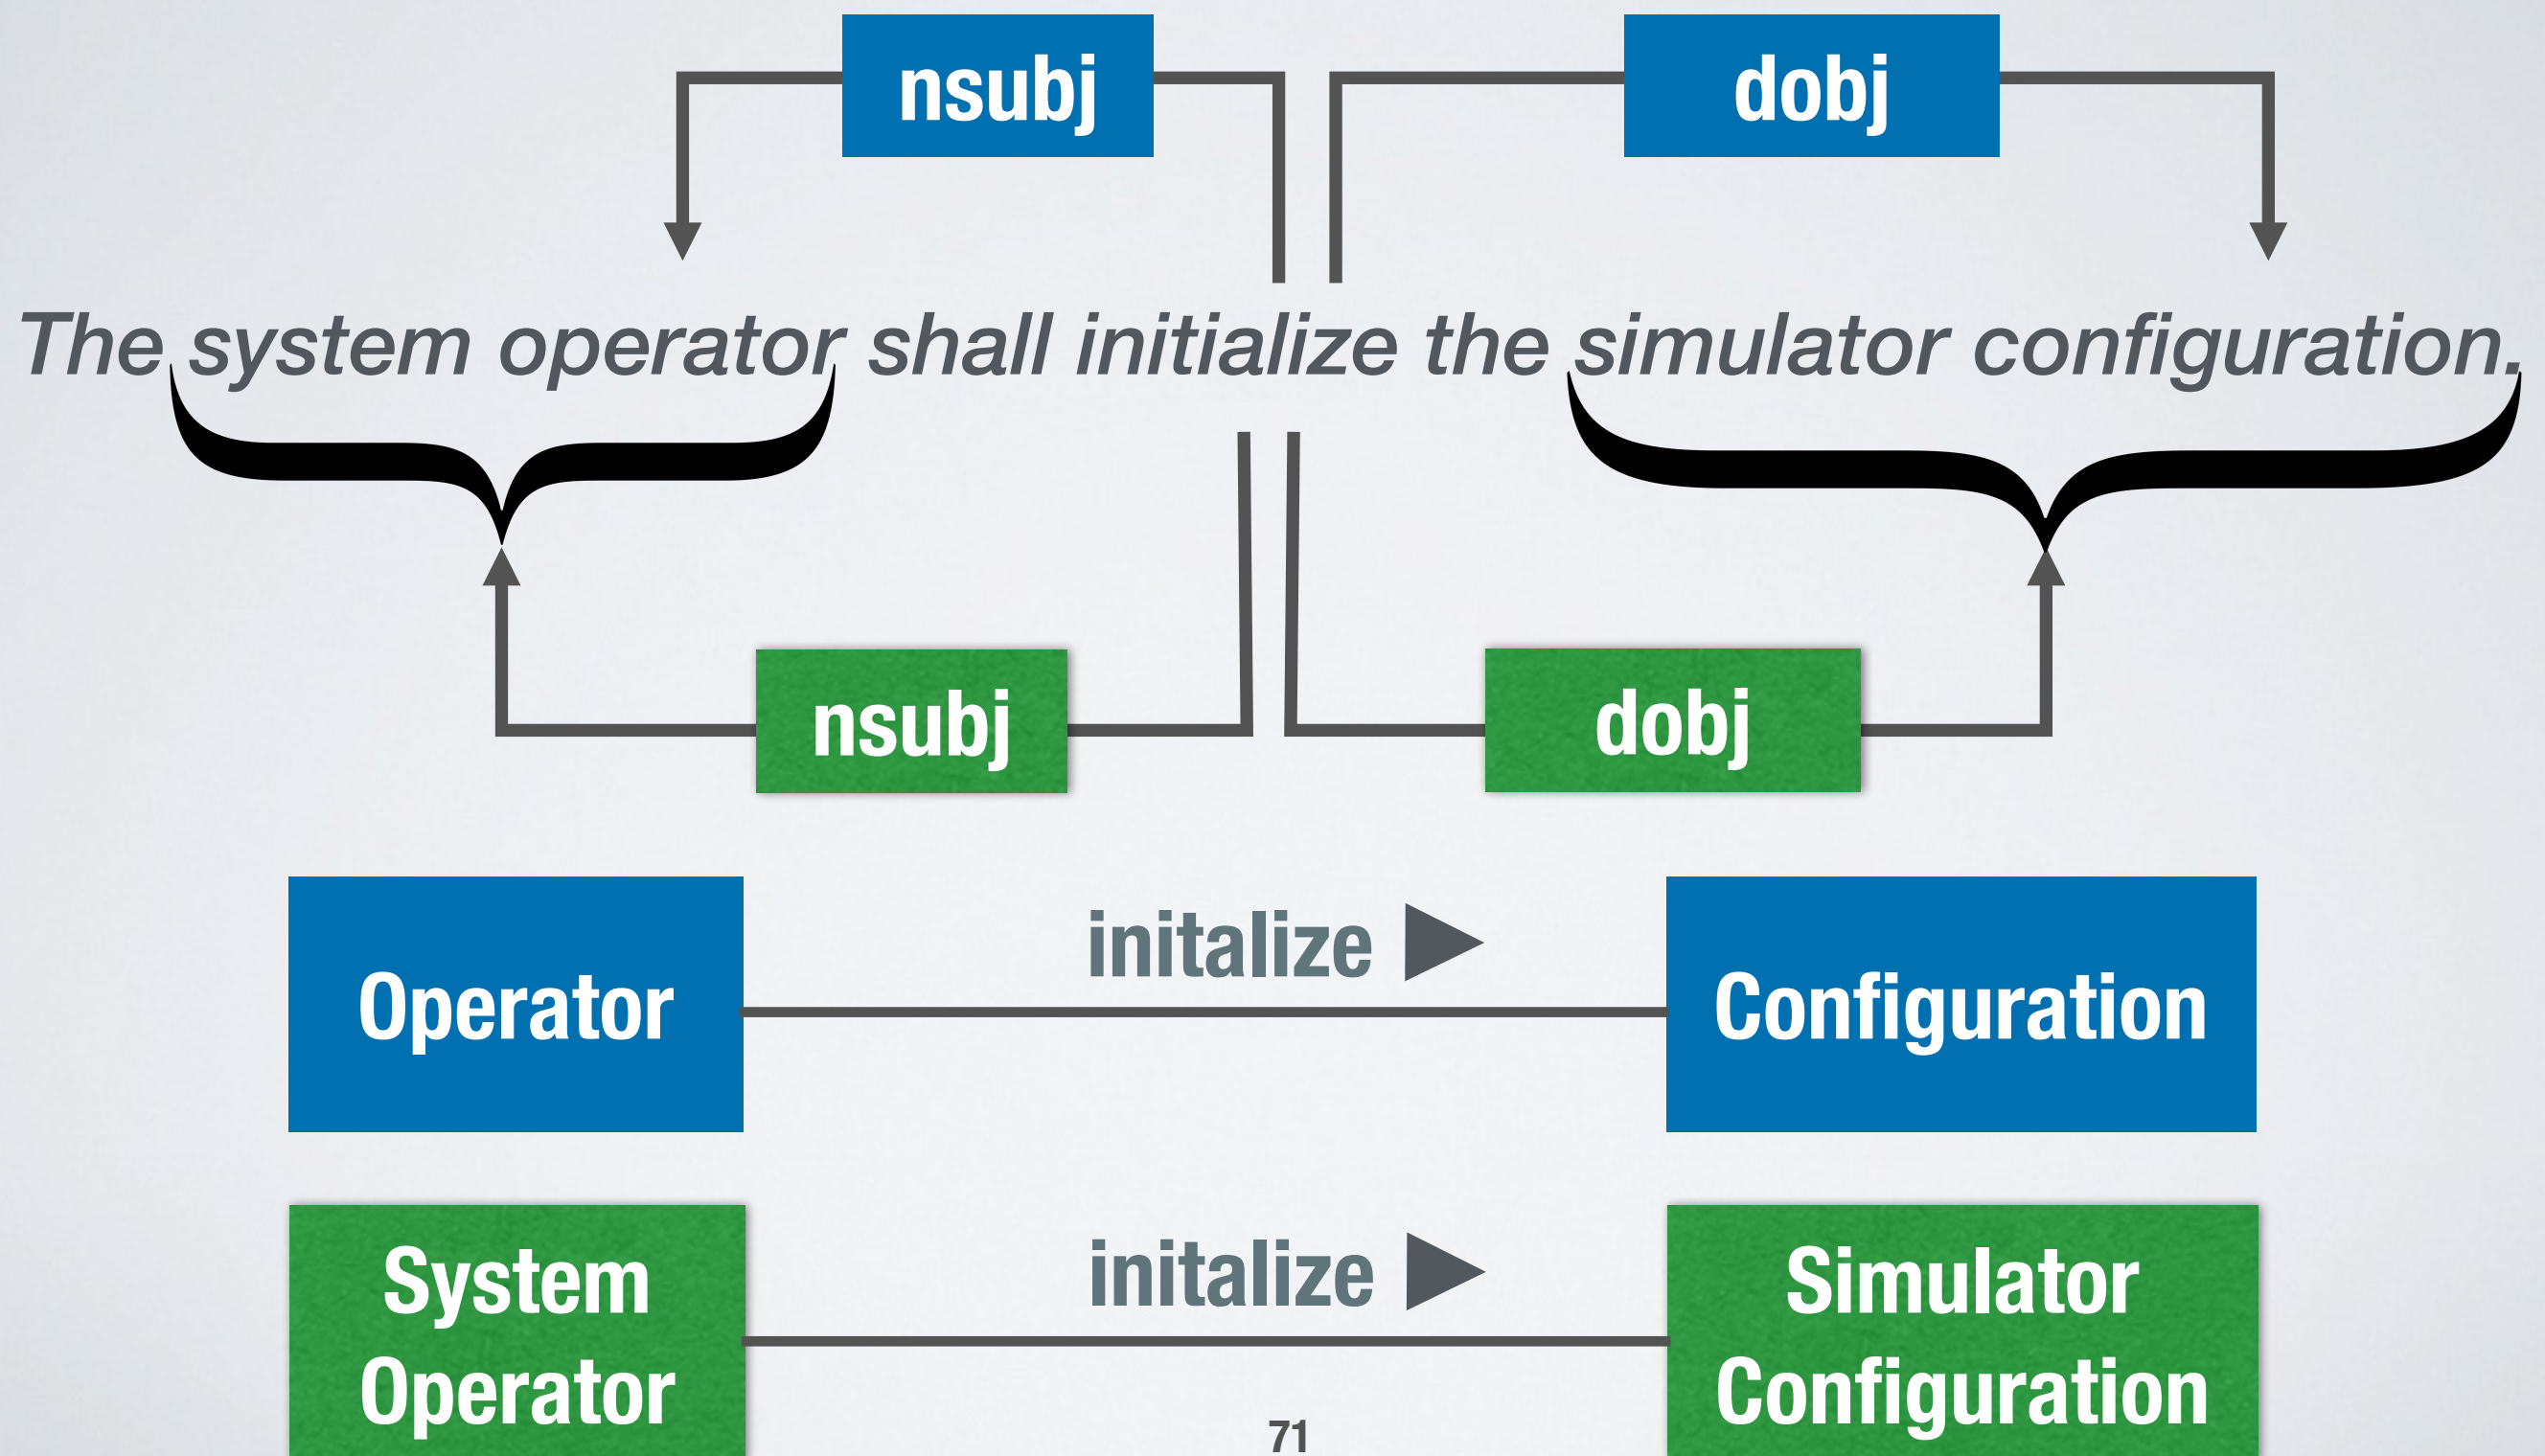 nsubj dobj
The system operator shall initialize the simulator configuration.
nsubj dobj
initalize
Operator Configuration
System Operator
initalize
Simulator Configuration
71